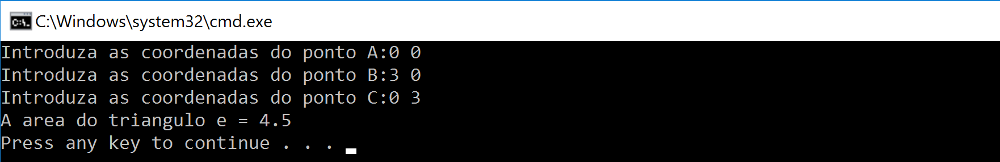 C:\Windows\system32\cmd.exe
Introduza as coordenadas do ponto A:0 0
Introduza as coordenadas do ponto B:3 0
Introduza as coordenadas do ponto C:0 3
A area do triangulo e = 4.5
Press any key to continue . . .